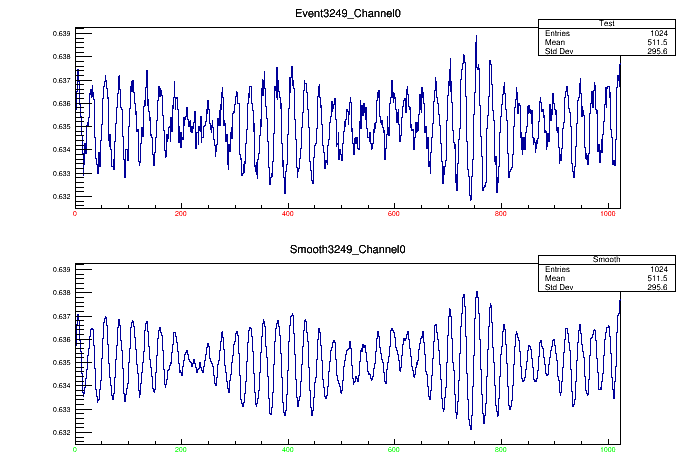 Event3249_Channel0
Test
Entries 1024
Mean 511.5
Std Dev 295.6
0.639
0.638
0.637
0.636
0.635
0.634
0.633
0.632
0 200 400 600 800 1000
Smooth3249_Channel0
Smooth
Entries 1024
Mean 511.5
Std Dev 295.6
0.639
0.638
0.637
0.636
0.635
0.634
0.633
0.632
0 200 400 600 800 1000